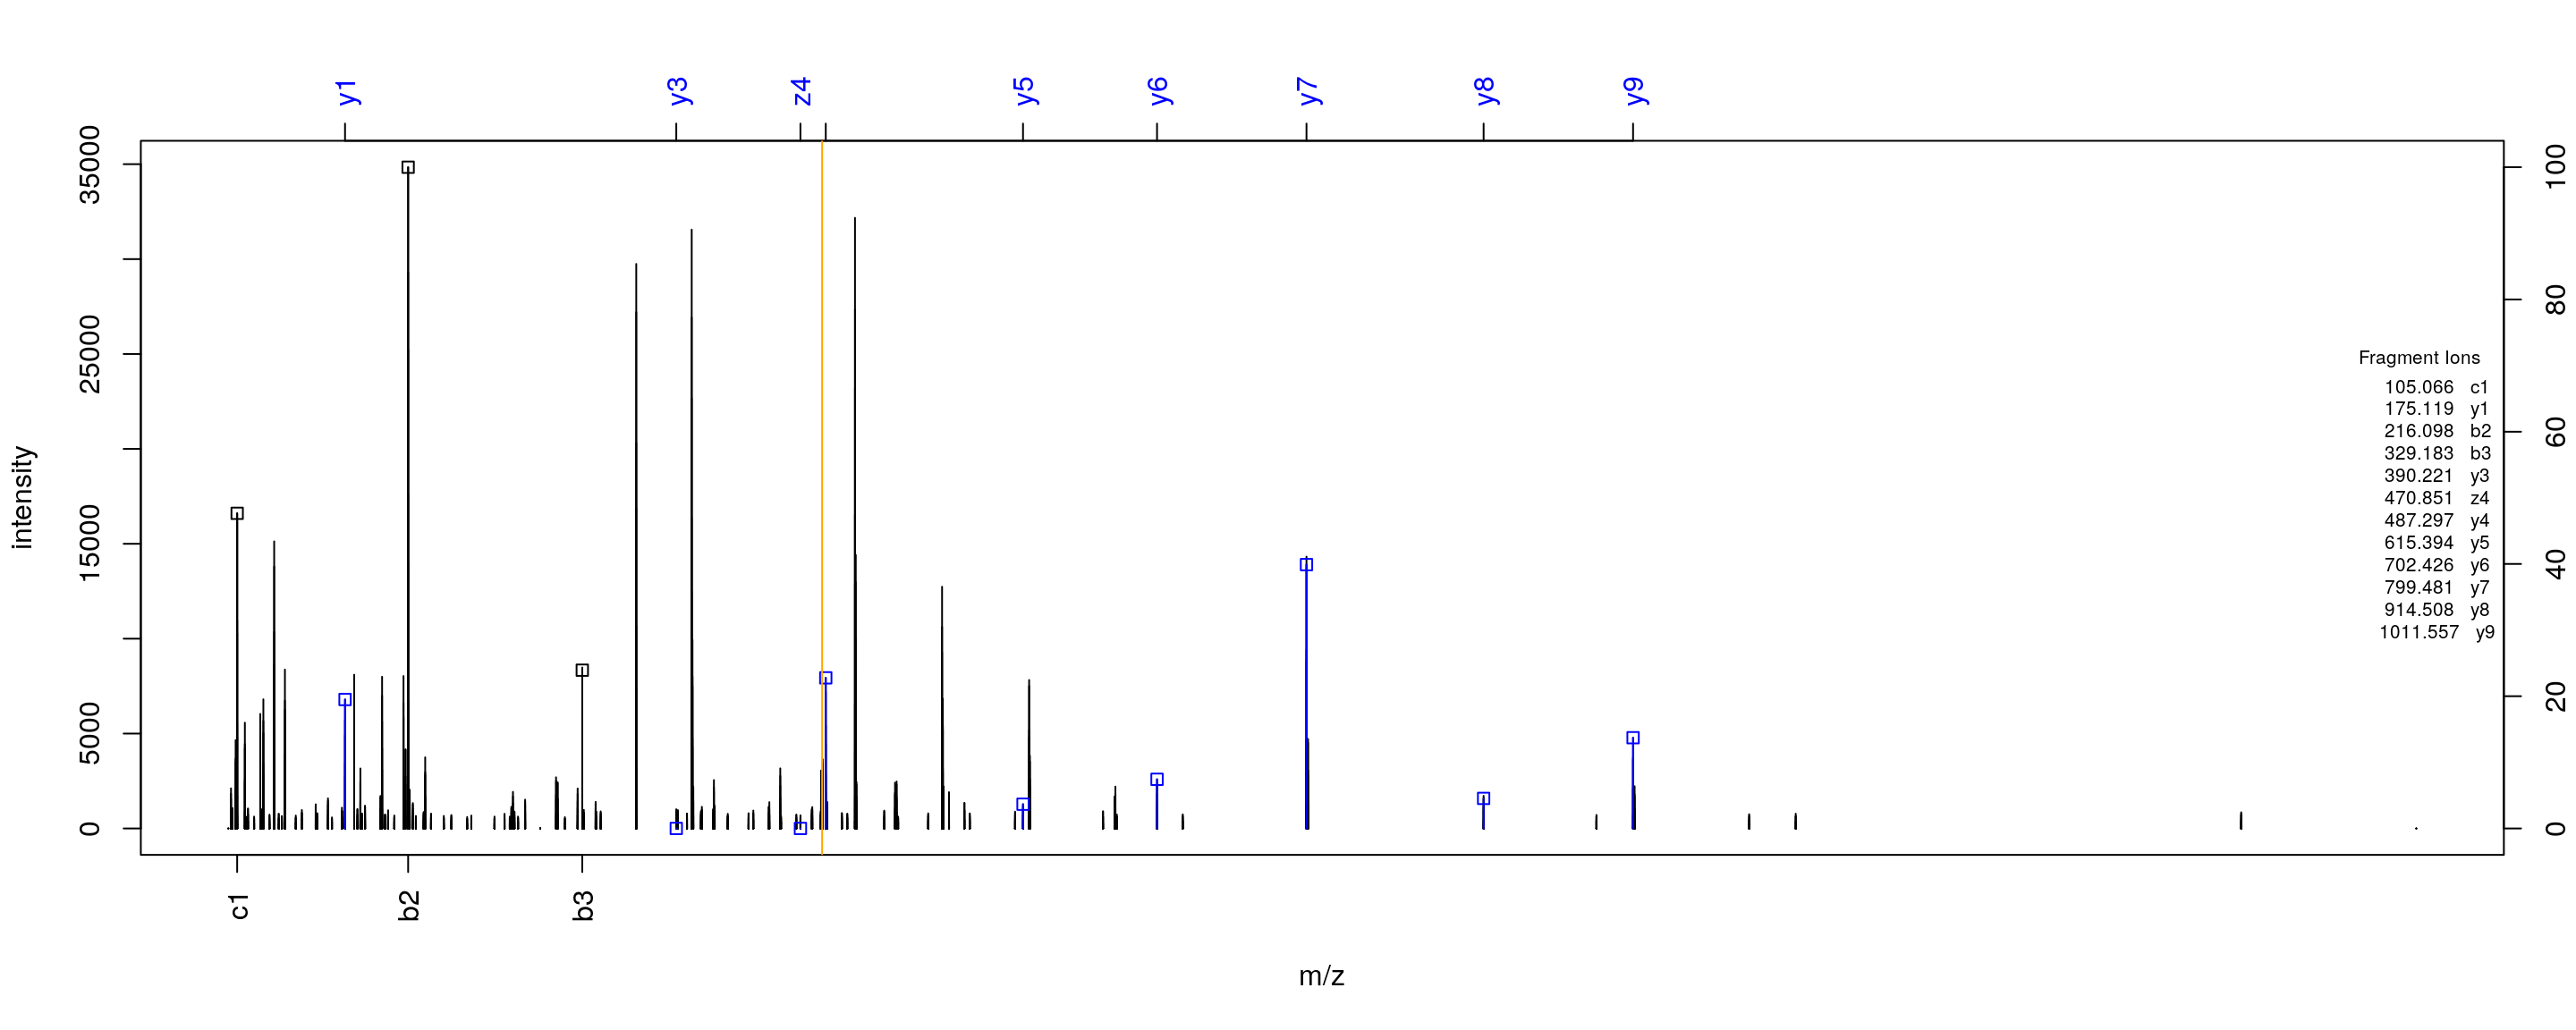 y1 y3 z4 y5 y6 y7 y8 y9
35000
25000
15000
5000
0
intensity
100
80
60
40
20
0
Fragment Ions
105.066 c1
175.119 y1
216.098 b2
329.183 b3
390.221 y3
470.851 z4
487.297 y4
615.394 y5
702.426 y6
799.481 y7
914.508 y8
1011.557 y9
c1 b2 b3
m/z